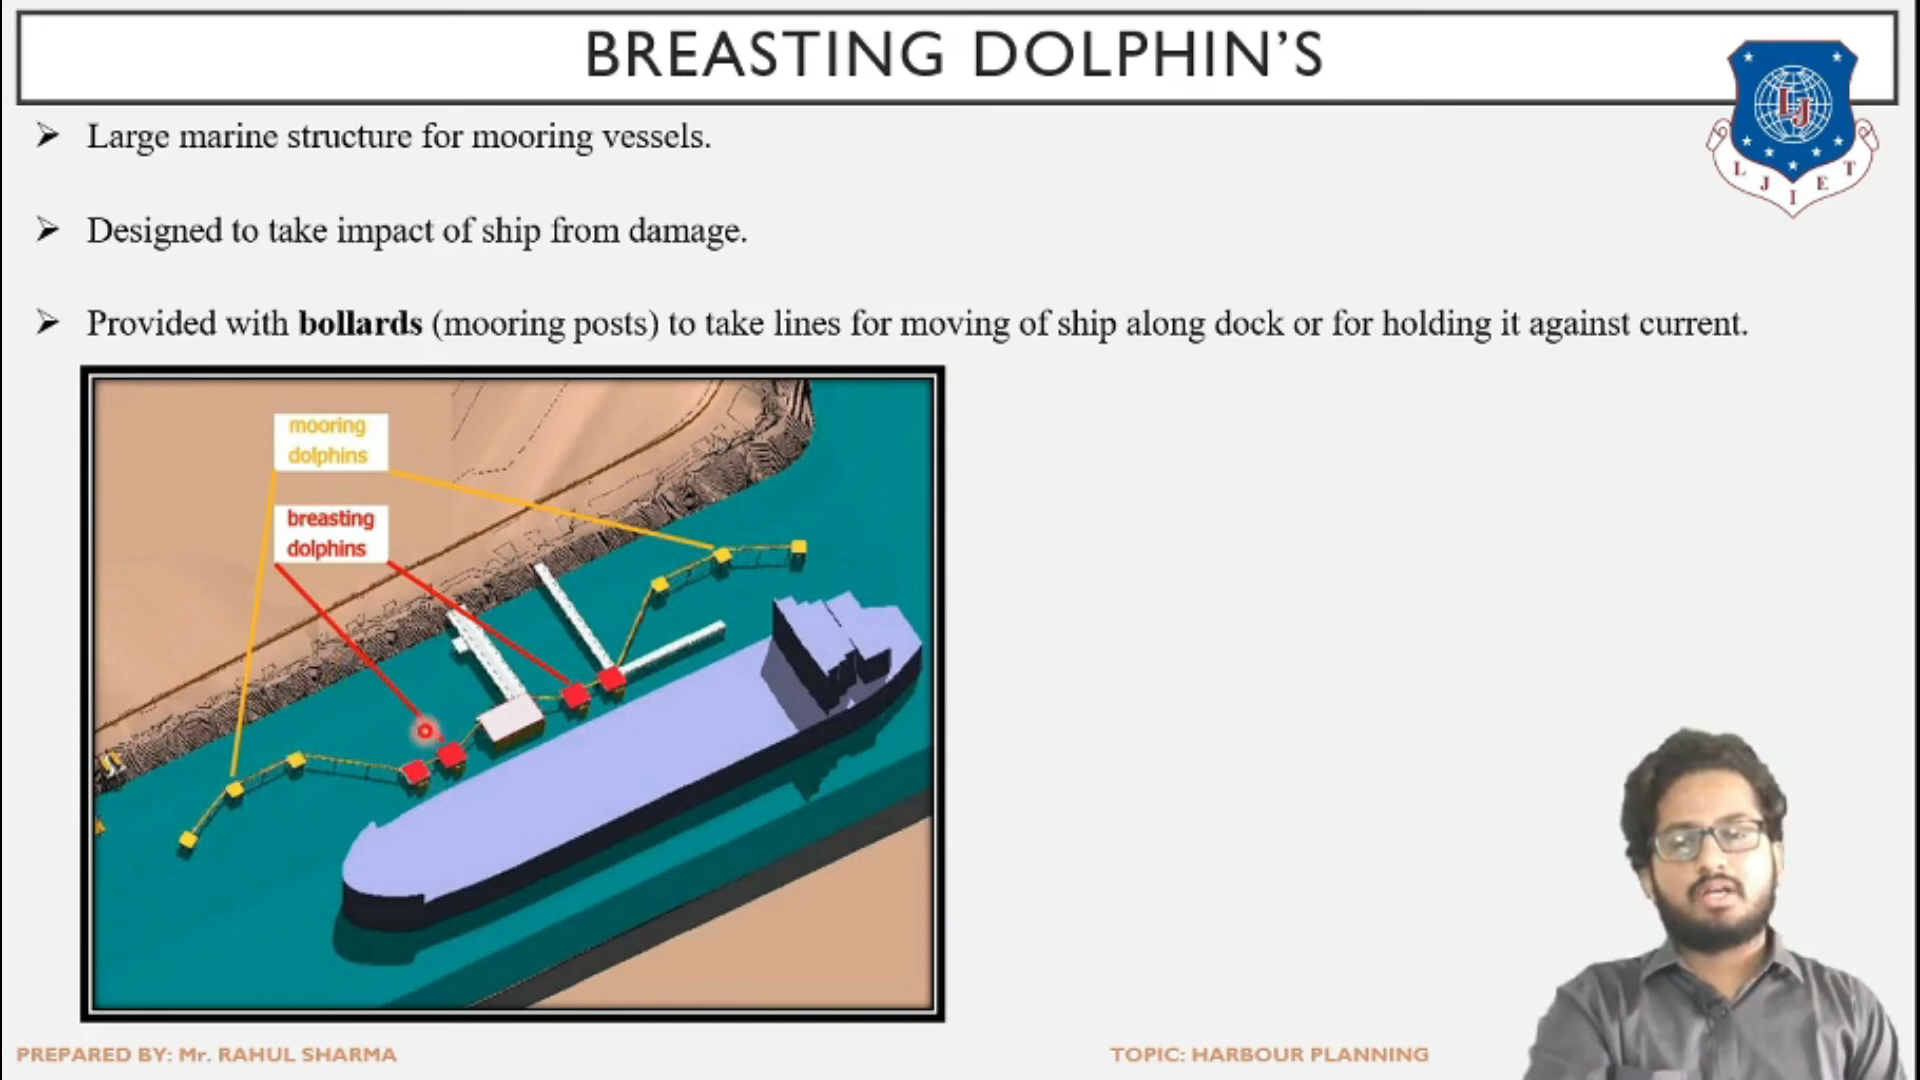 BREASTING DOLPHIN’S
LJ
L J I E T
➢ Large marine structure for mooring vessels.
➢ Designed to take impact of ship from damage.
➢ Provided with bollards (mooring posts) to take lines for moving of ship along dock or for holding it against current.
mooring
dolphins
breasting
dolphins
PREPARED BY: Mr. RAHUL SHARMA
TOPIC: HARBOUR PLANNING